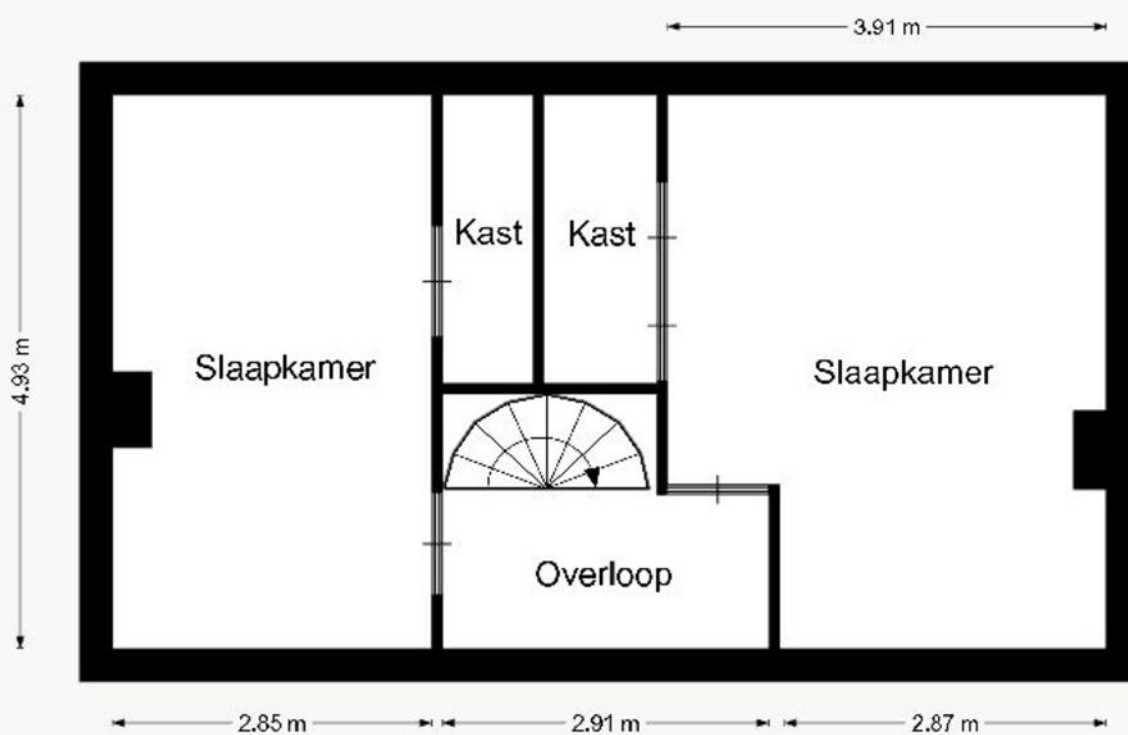 3.91 m
Kast
Kast
4.93 m
Slaapkamer
Slaapkamer
Overloop
2.85 m
2.91 m
2.87 m